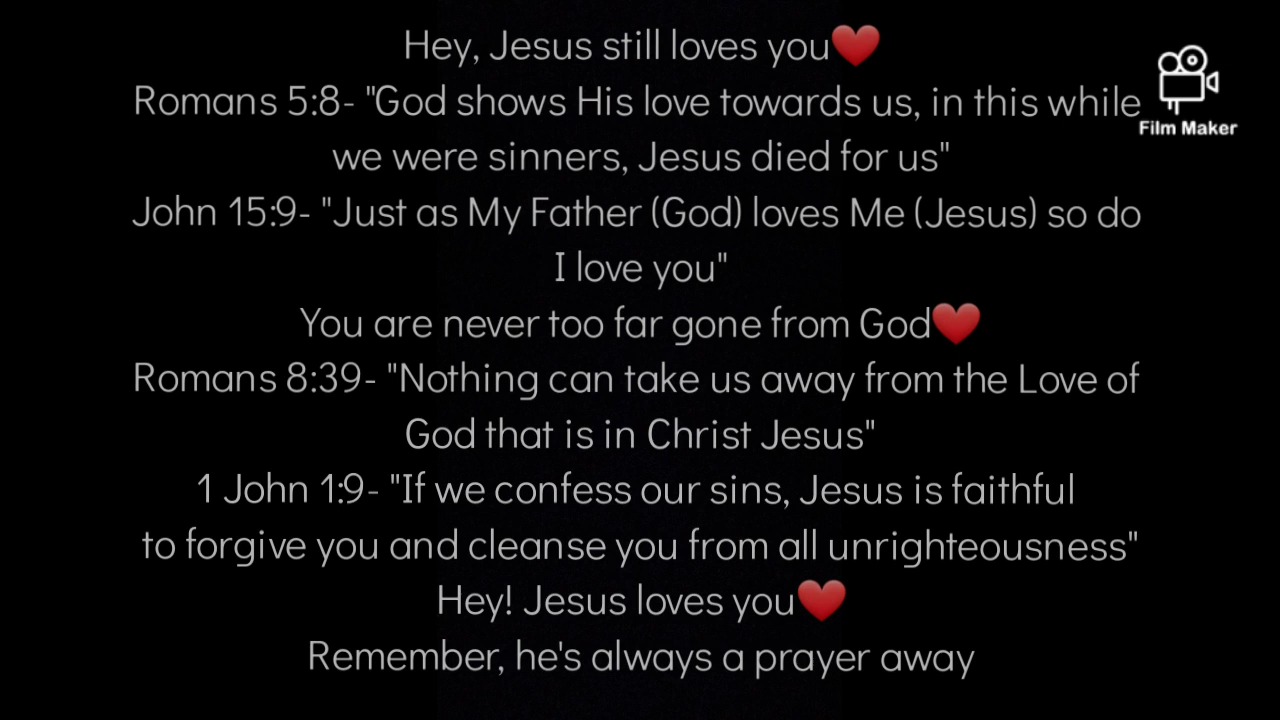 Hey, Jesus still loves you❤️
Romans 5:8- "God shows His love towards us, in this while
we were sinners, Jesus died for us"
John 15:9- "Just as My Father (God) loves Me (Jesus) so do
I love you"
You are never too far gone from God❤️
Romans 8:39- "Nothing can take us away from the Love of
God that is in Christ Jesus"
1 John 1:9- "If we confess our sins, Jesus is faithful
to forgive you and cleanse you from all unrighteousness"
Hey! Jesus loves you❤️
Remember, he's always a prayer away
Film Maker